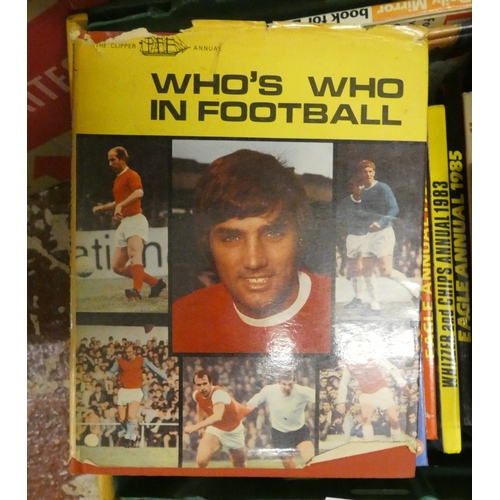 THE CLIPPER
ANNUAL
WHO'S WHO
IN FOOTBALL
Daily Mirror
book for
EAGLE ANNUAL
WHIZZER and CHIPS ANNUAL 1983
EAGLE ANNUAL 1985